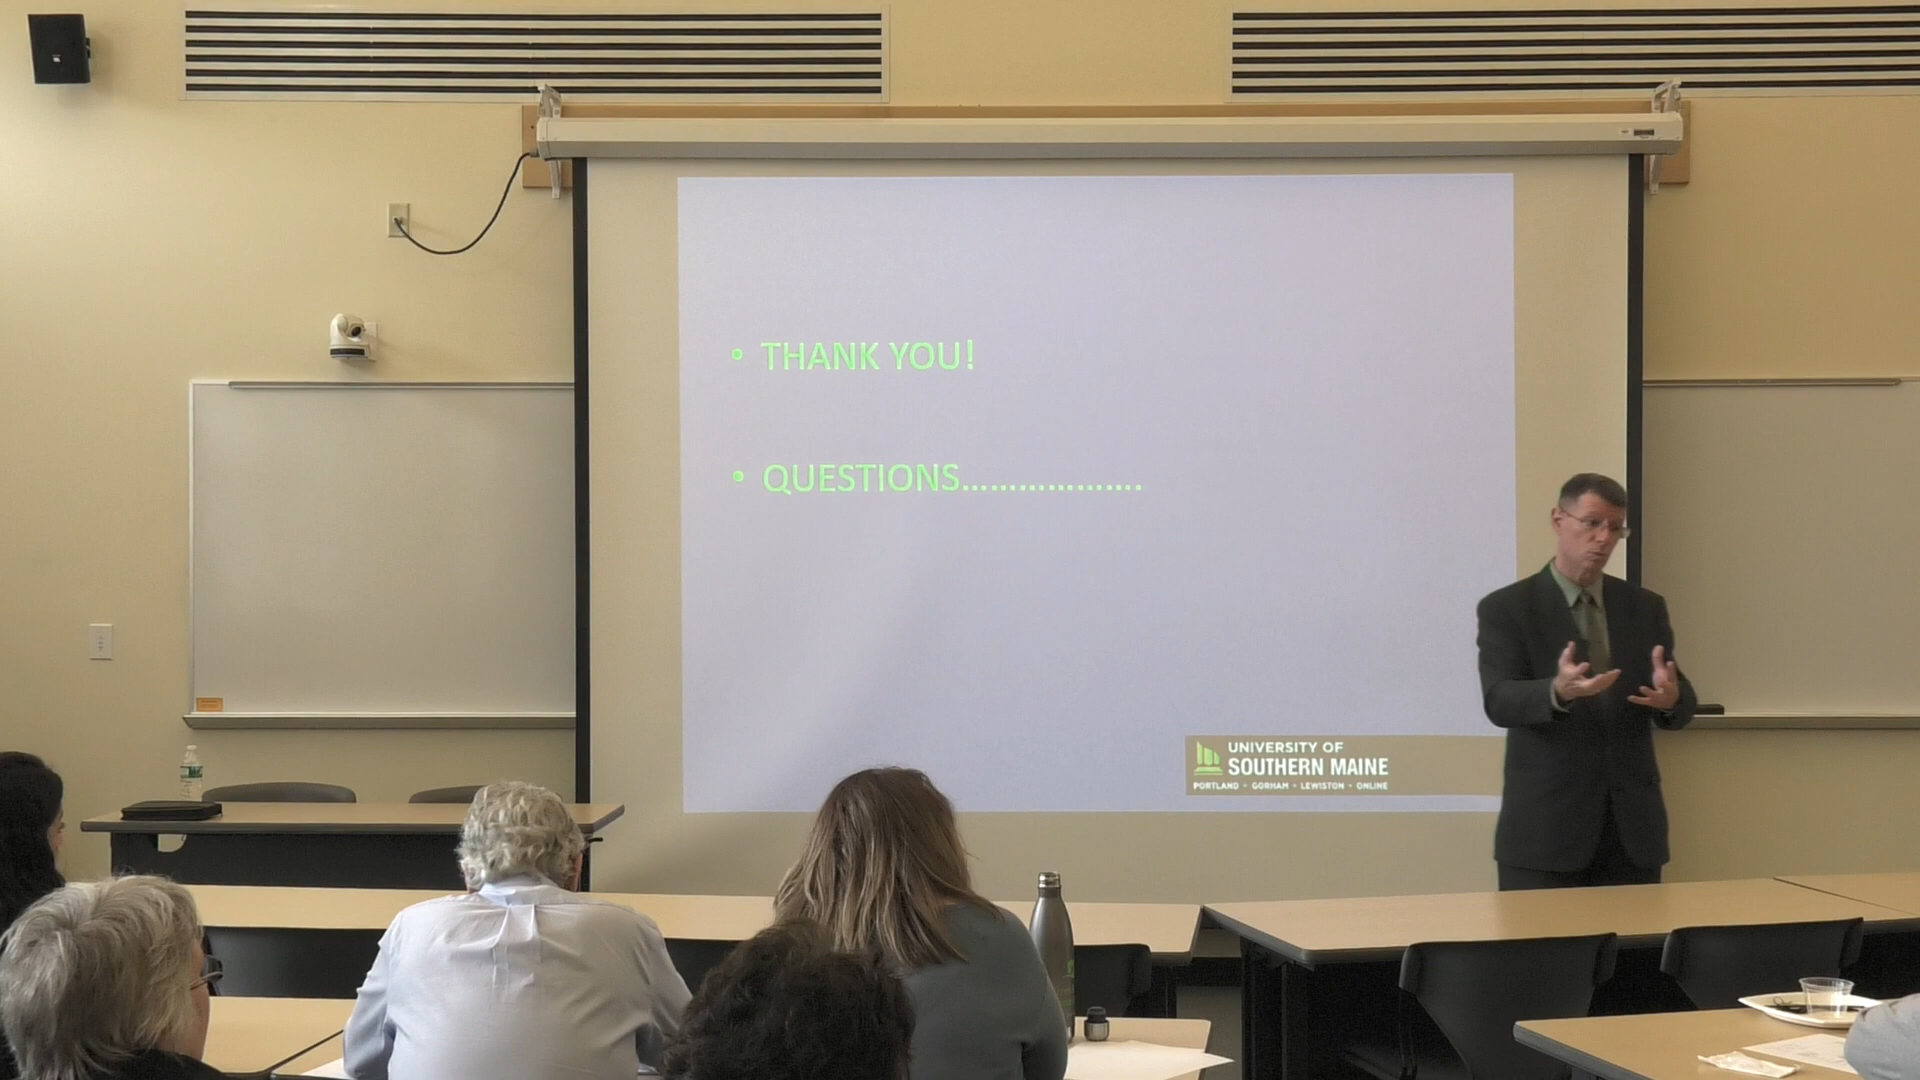 • THANK YOU!
• QUESTIONS...................
UNIVERSITY OF
SOUTHERN MAINE
PORTLAND • GORHAM • LEWISTON • ONLINE